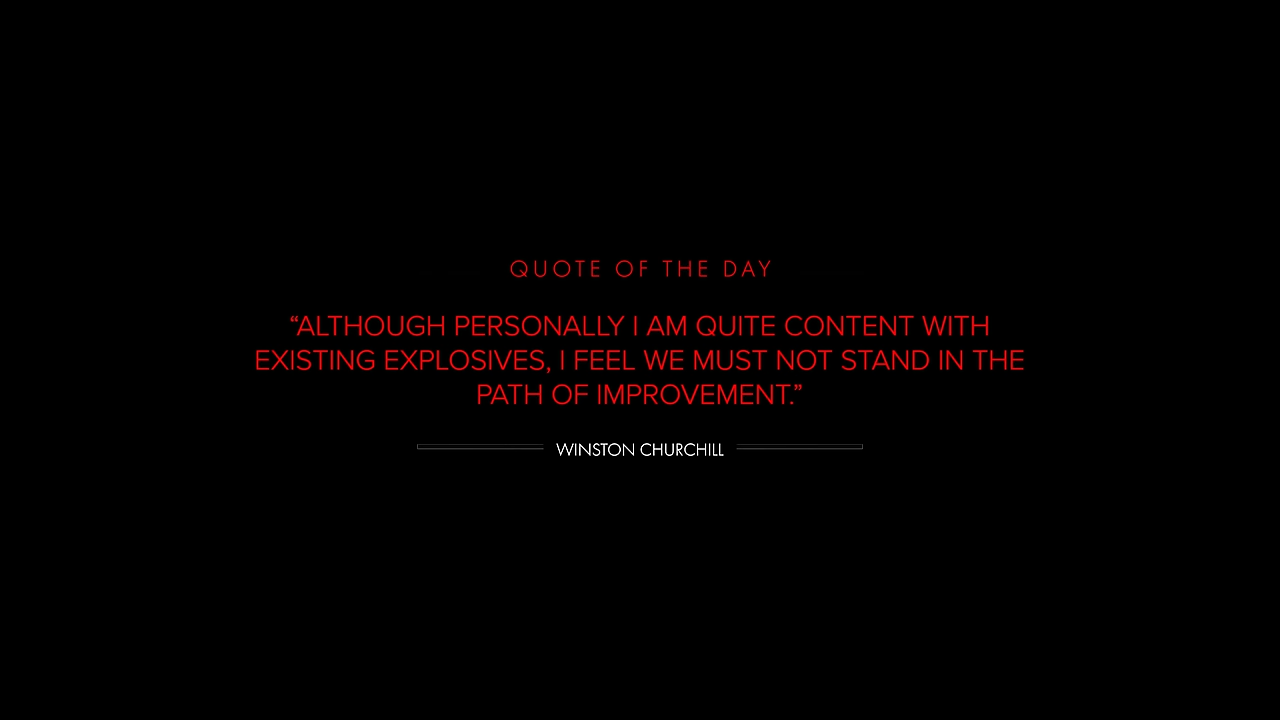 QUOTE OF THE DAY
“ALTHOUGH PERSONALLY I AM QUITE CONTENT WITH
EXISTING EXPLOSIVES, I FEEL WE MUST NOT STAND IN THE
PATH OF IMPROVEMENT.”
WINSTON CHURCHILL